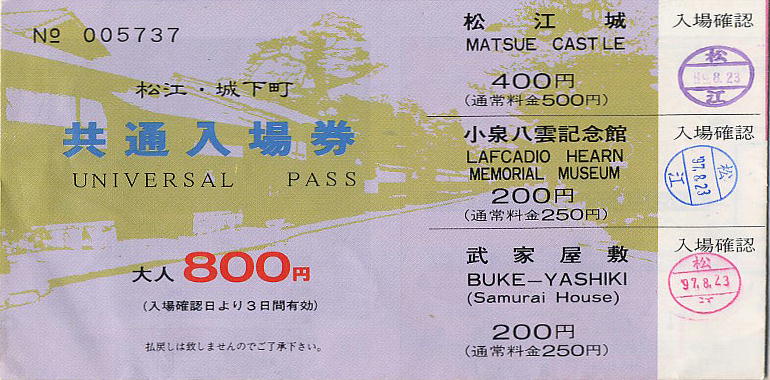 No 005737
松江・城下町
共通入場券
UNIVERSAL PASS
大人 800円
(入場確認日より3日間有効)
払戻しは致しませんのでご了承下さい。
松江城
MATSUE CASTLE
400円
(通常料金500円)
入場確認
松
8.23
江
小泉八雲記念館
LAFCADIO HEARN
MEMORIAL MUSEUM
200円
(通常料金250円)
入場確認
松
'97.8.23
江
武家屋敷
BUKE—YASHIKI
(Samurai House)
200円
(通常料金250円)
入場確認
松
'97.8.23